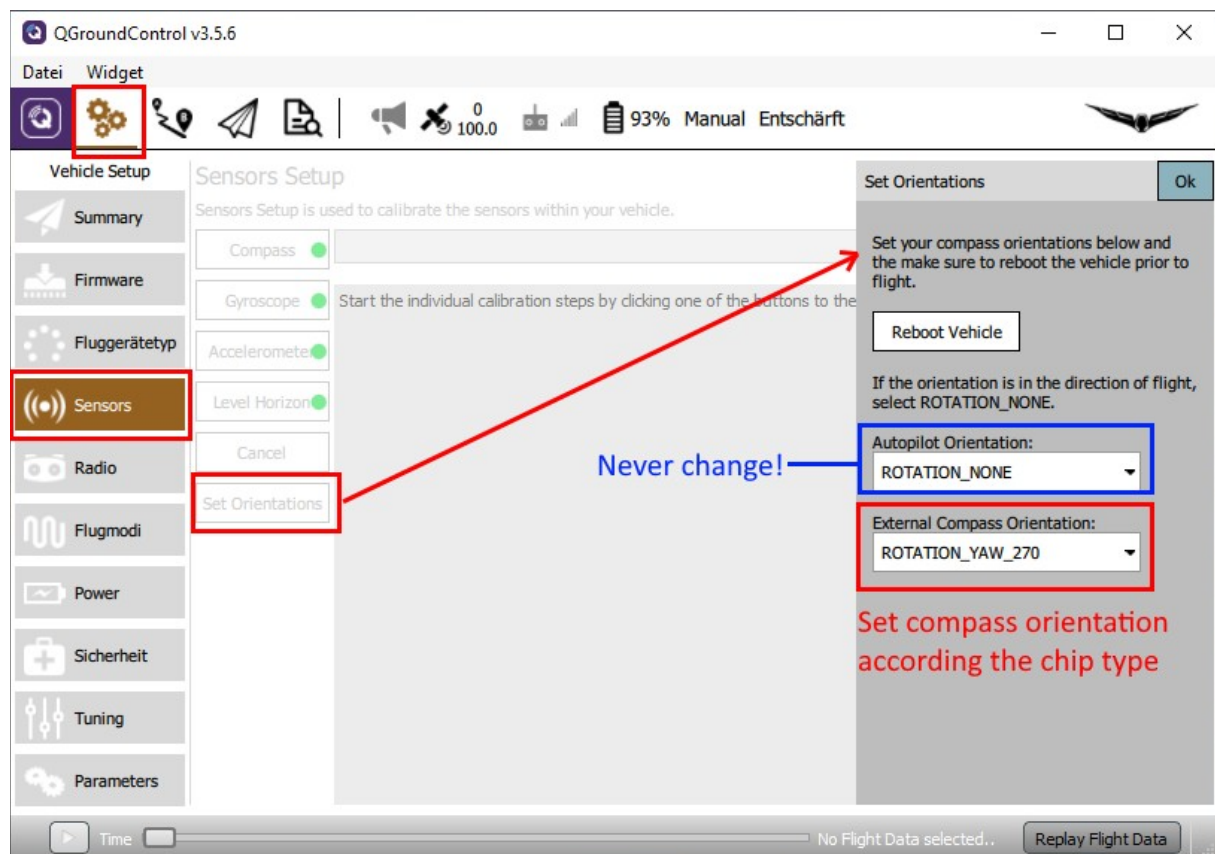 QGroundControl v3.5.6
Datei Widget
0
100.0
93% Manual Entschärft
Vehicle Setup
Summary
Firmware
Fluggerätetyp
Sensors
Radio
Flugmodi
Power
Sicherheit
Tuning
Parameters
Sensors Setup
Sensors Setup is used to calibrate the sensors within your vehicle.
Compass
Gyroscope
Acceleromete
Level Horizon
Cancel
Set Orientations
Start the individual calibration steps by clicking one of the buttons to the
Never change!
Set Orientations
Ok
Set your compass orientations below and
the make sure to reboot the vehicle prior to
flight.
Reboot Vehicle
If the orientation is in the direction of flight,
select ROTATION_NONE.
Autopilot Orientation:
ROTATION_NONE
External Compass Orientation:
ROTATION_YAW_270
Set compass orientation
according the chip type
Time
No Flight Data selected..
Replay Flight Data